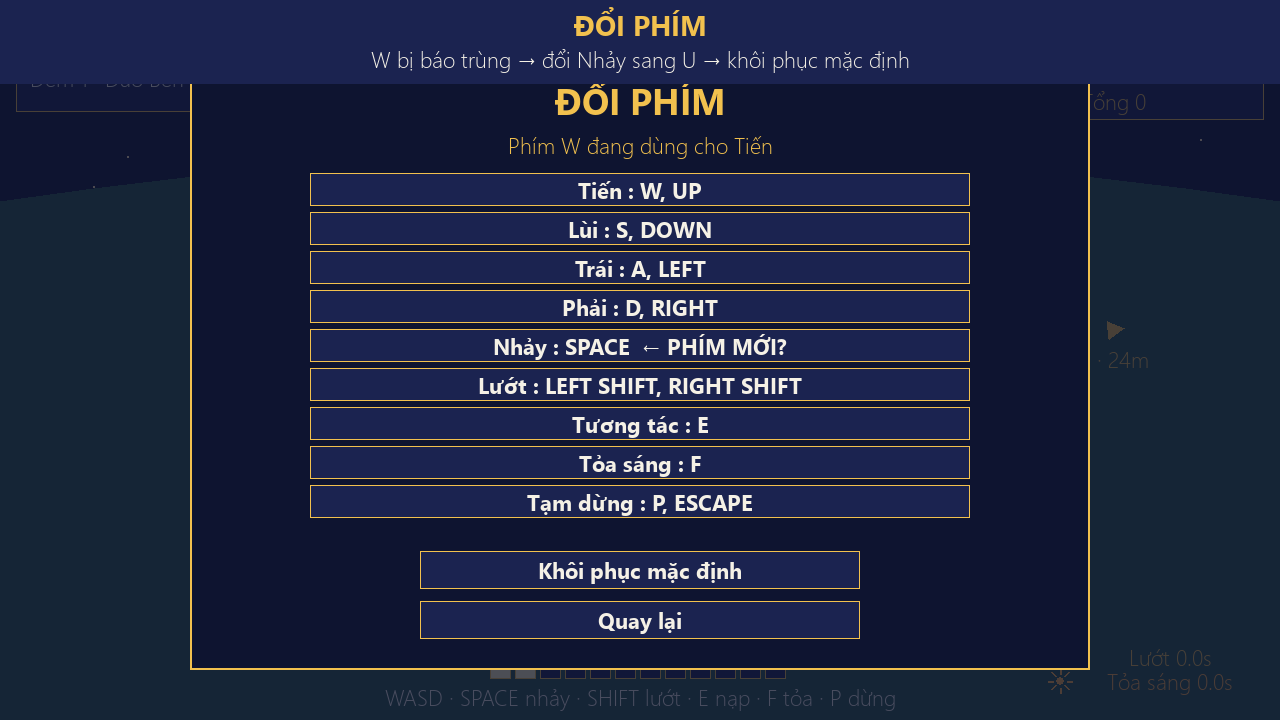 ĐỔI PHÍM
W bị báo trùng → đổi Nhảy sang U → khôi phục mặc định
Tổng 0
ĐỔI PHÍM
Phím W đang dùng cho Tiến
Tiến : W, UP
Lùi : S, DOWN
Trái : A, LEFT
Phải : D, RIGHT
Nhảy : SPACE ← PHÍM MỚI?
Lướt : LEFT SHIFT, RIGHT SHIFT
Tương tác : E
Tỏa sáng : F
Tạm dừng : P, ESCAPE
· 24m
Khôi phục mặc định
Quay lại
Lướt 0.0s
Tỏa sáng 0.0s
WASD · SPACE nhảy · SHIFT lướt · E nạp · F tỏa · P dừng